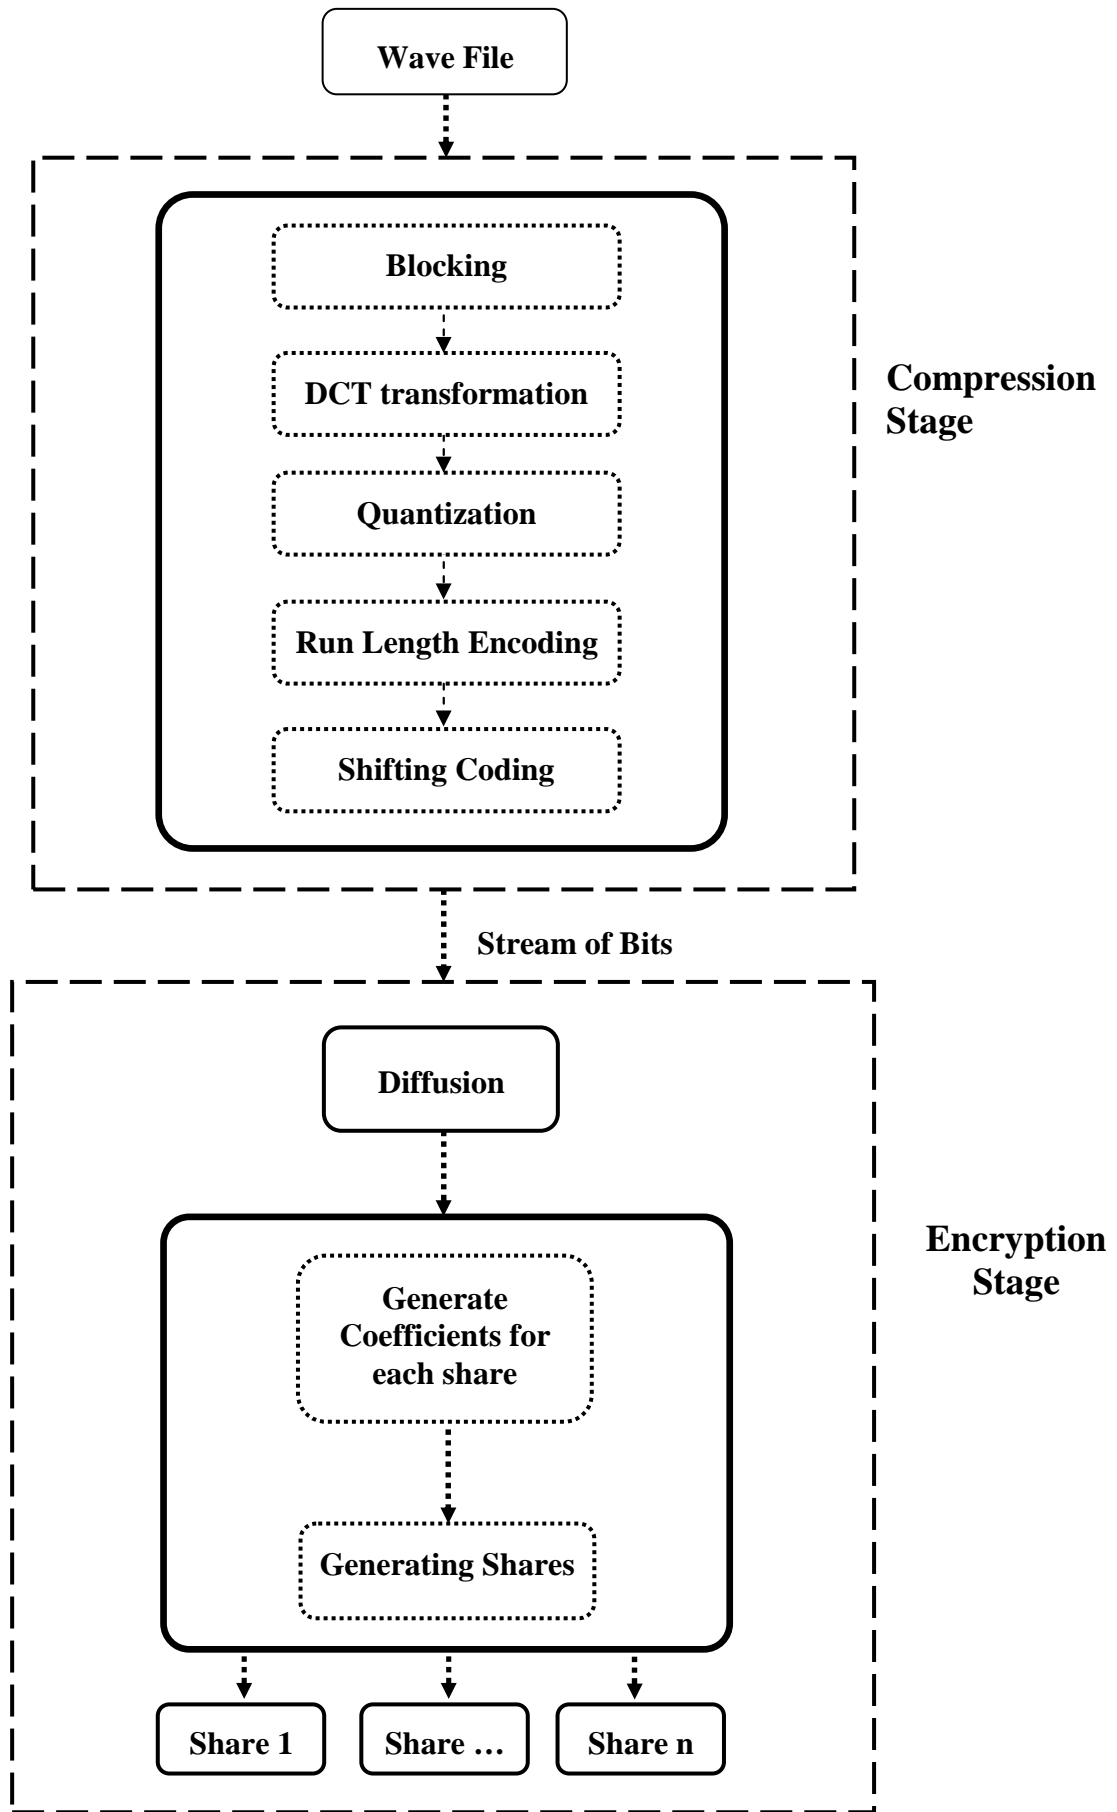 Wave File
Blocking
DCT transformation
Compression
Stage
Quantization
Run Length Encoding
Shifting Coding
Stream of Bits
Diffusion
Encryption
Stage
Generate
Coefficients for
each share
Generating Shares
Share 1
Share …
Share n